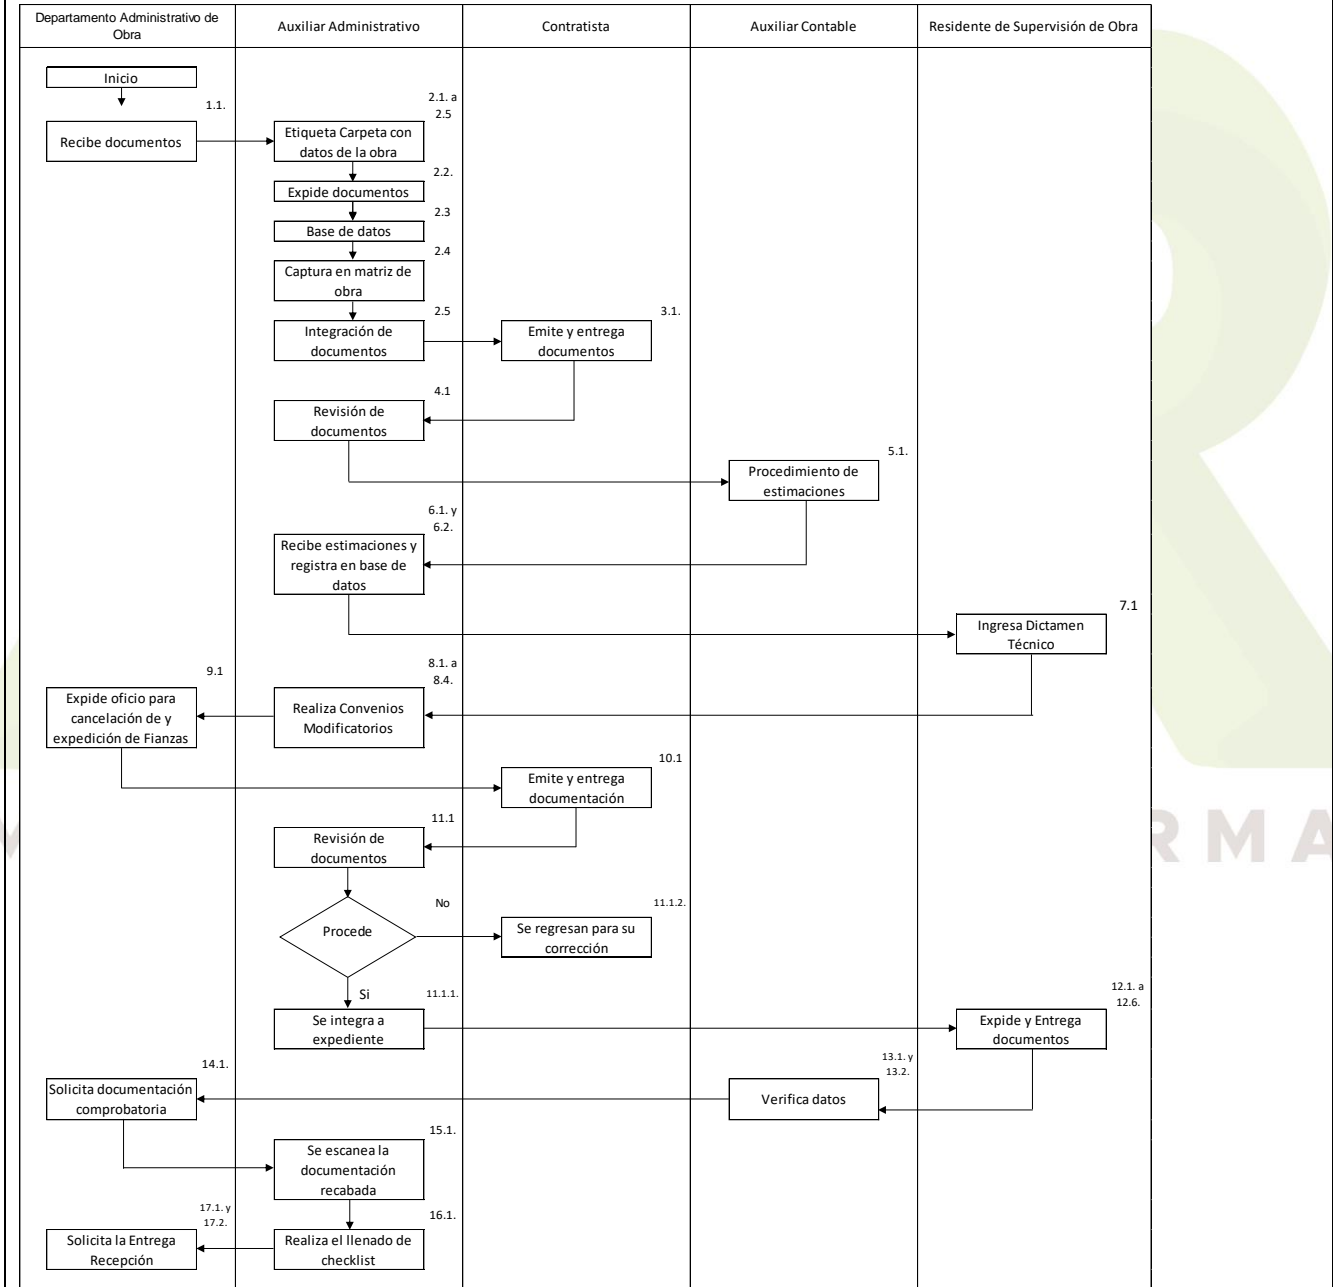 Departamento Administrativo de
Obra
Auxiliar Administrativo
Contratista
Auxiliar Contable
Residente de Supervisión de Obra
Inicio
1.1.
Recibe documentos
2.1. a
2.5
Etiqueta Carpeta con
datos de la obra
2.2.
Expide documentos
2.3
Base de datos
2.4
Captura en matriz de
obra
2.5
Integración de
documentos
3.1.
Emite y entrega
documentos
4.1
Revisión de
documentos
5.1.
Procedimiento de
estimaciones
6.1. y
6.2.
Recibe estimaciones y
registra en base de
datos
7.1
Ingresa Dictamen
Técnico
8.1. a
8.4.
Realiza Convenios
Modificatorios
9.1
Expide oficio para
cancelación de y
expedición de Fianzas
10.1
Emite y entrega
documentación
11.1
Revisión de
documentos
Procede
No
11.1.2.
Se regresan para su
corrección
Si
11.1.1.
Se integra a
expediente
12.1. a
12.6.
Expide y Entrega
documentos
13.1. y
13.2.
Verifica datos
14.1.
Solicita documentación
comprobatoria
15.1.
Se escanea la
documentación
recabada
16.1.
Realiza el llenado de
checklist
17.1. y
17.2.
Solicita la Entrega
Recepción